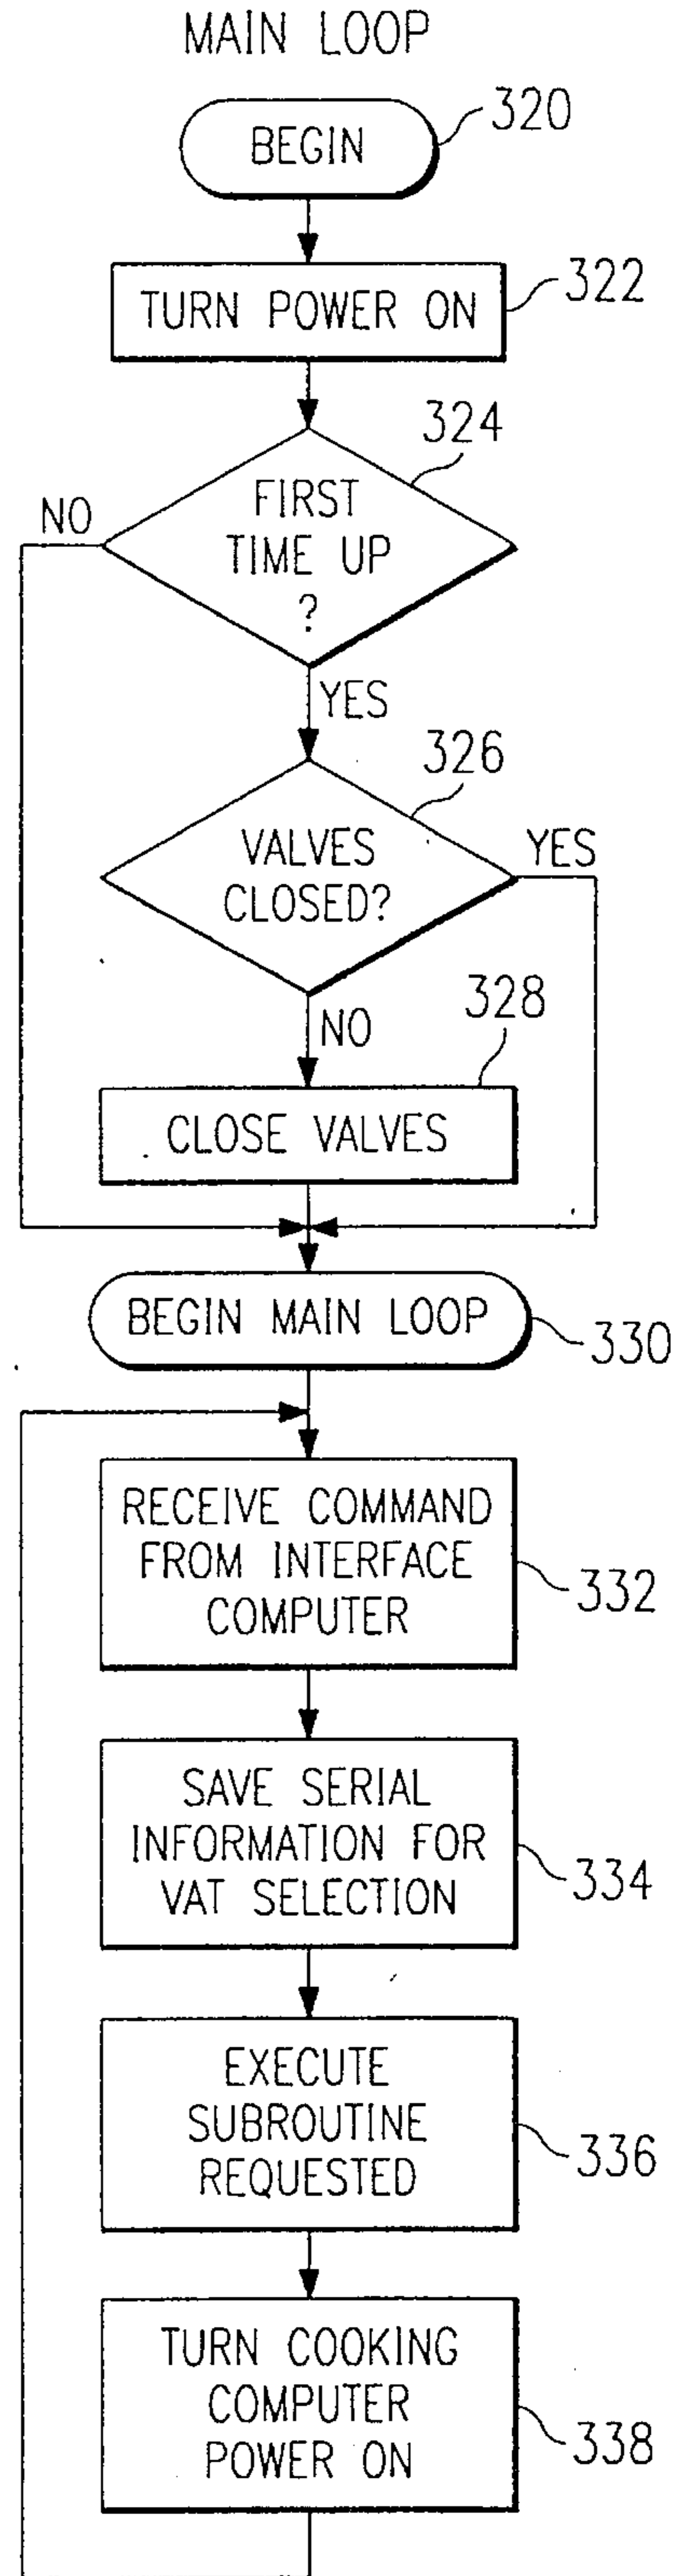 MAIN LOOP
BEGIN
320
TURN POWER ON
322
324
FIRST
TIME UP
?
NO
YES
326
VALVES
CLOSED?
YES
NO
328
CLOSE VALVES
BEGIN MAIN LOOP
330
RECEIVE COMMAND
FROM INTERFACE
COMPUTER
332
SAVE SERIAL
INFORMATION FOR
VAT SELECTION
334
EXECUTE
SUBROUTINE
REQUESTED
336
TURN COOKING
COMPUTER
POWER ON
338